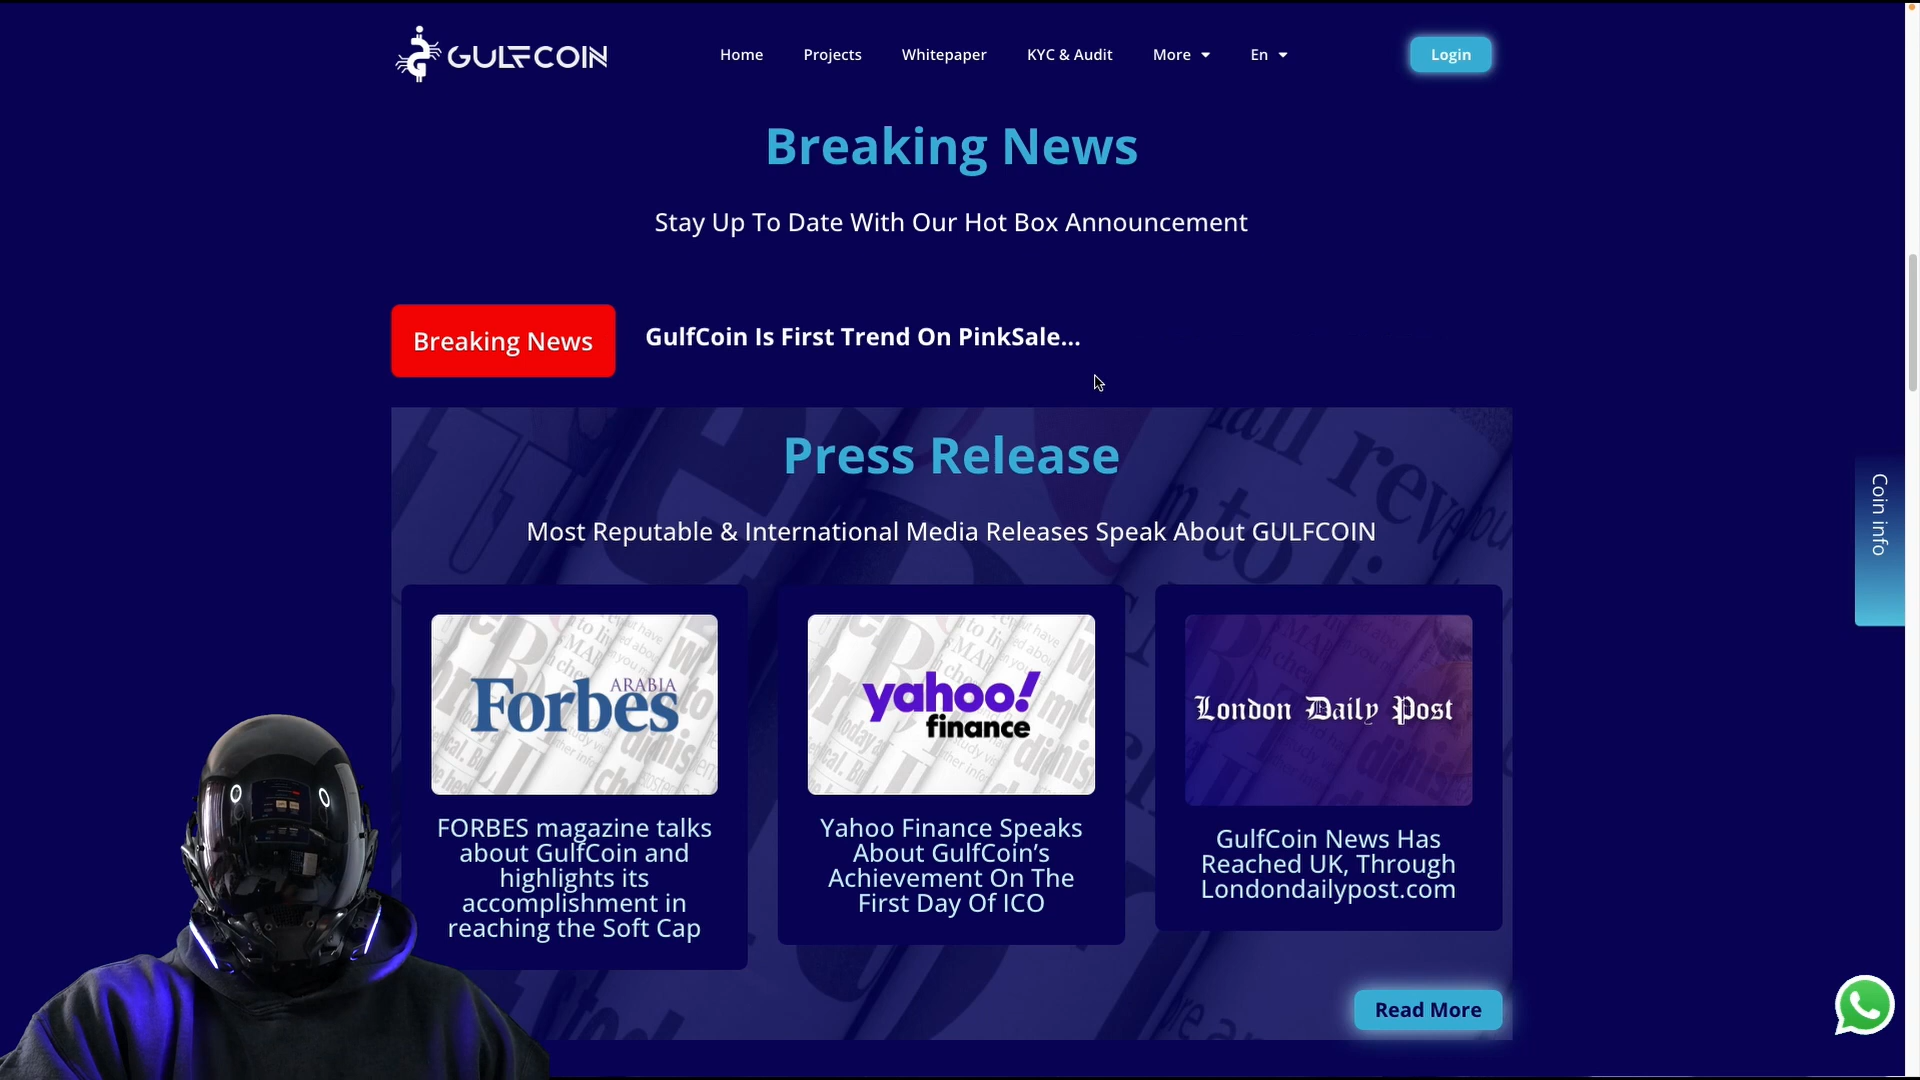 GULFCOIN
Home
Projects
Whitepaper
KYC & Audit
More
En
Login
Breaking News
Stay Up To Date With Our Hot Box Announcement
Breaking News
GulfCoin Is First Trend On PinkSale...
Press Release
Most Reputable & International Media Releases Speak About GULFCOIN
Coin info
ARABIA
Forbes
FORBES magazine talks
about GulfCoin and
highlights its
accomplishment in
reaching the Soft Cap
yahoo!
finance
Yahoo Finance Speaks
About GulfCoin’s
Achievement On The
First Day Of ICO
London Daily Post
GulfCoin News Has
Reached UK, Through
Londondailypost.com
Read More